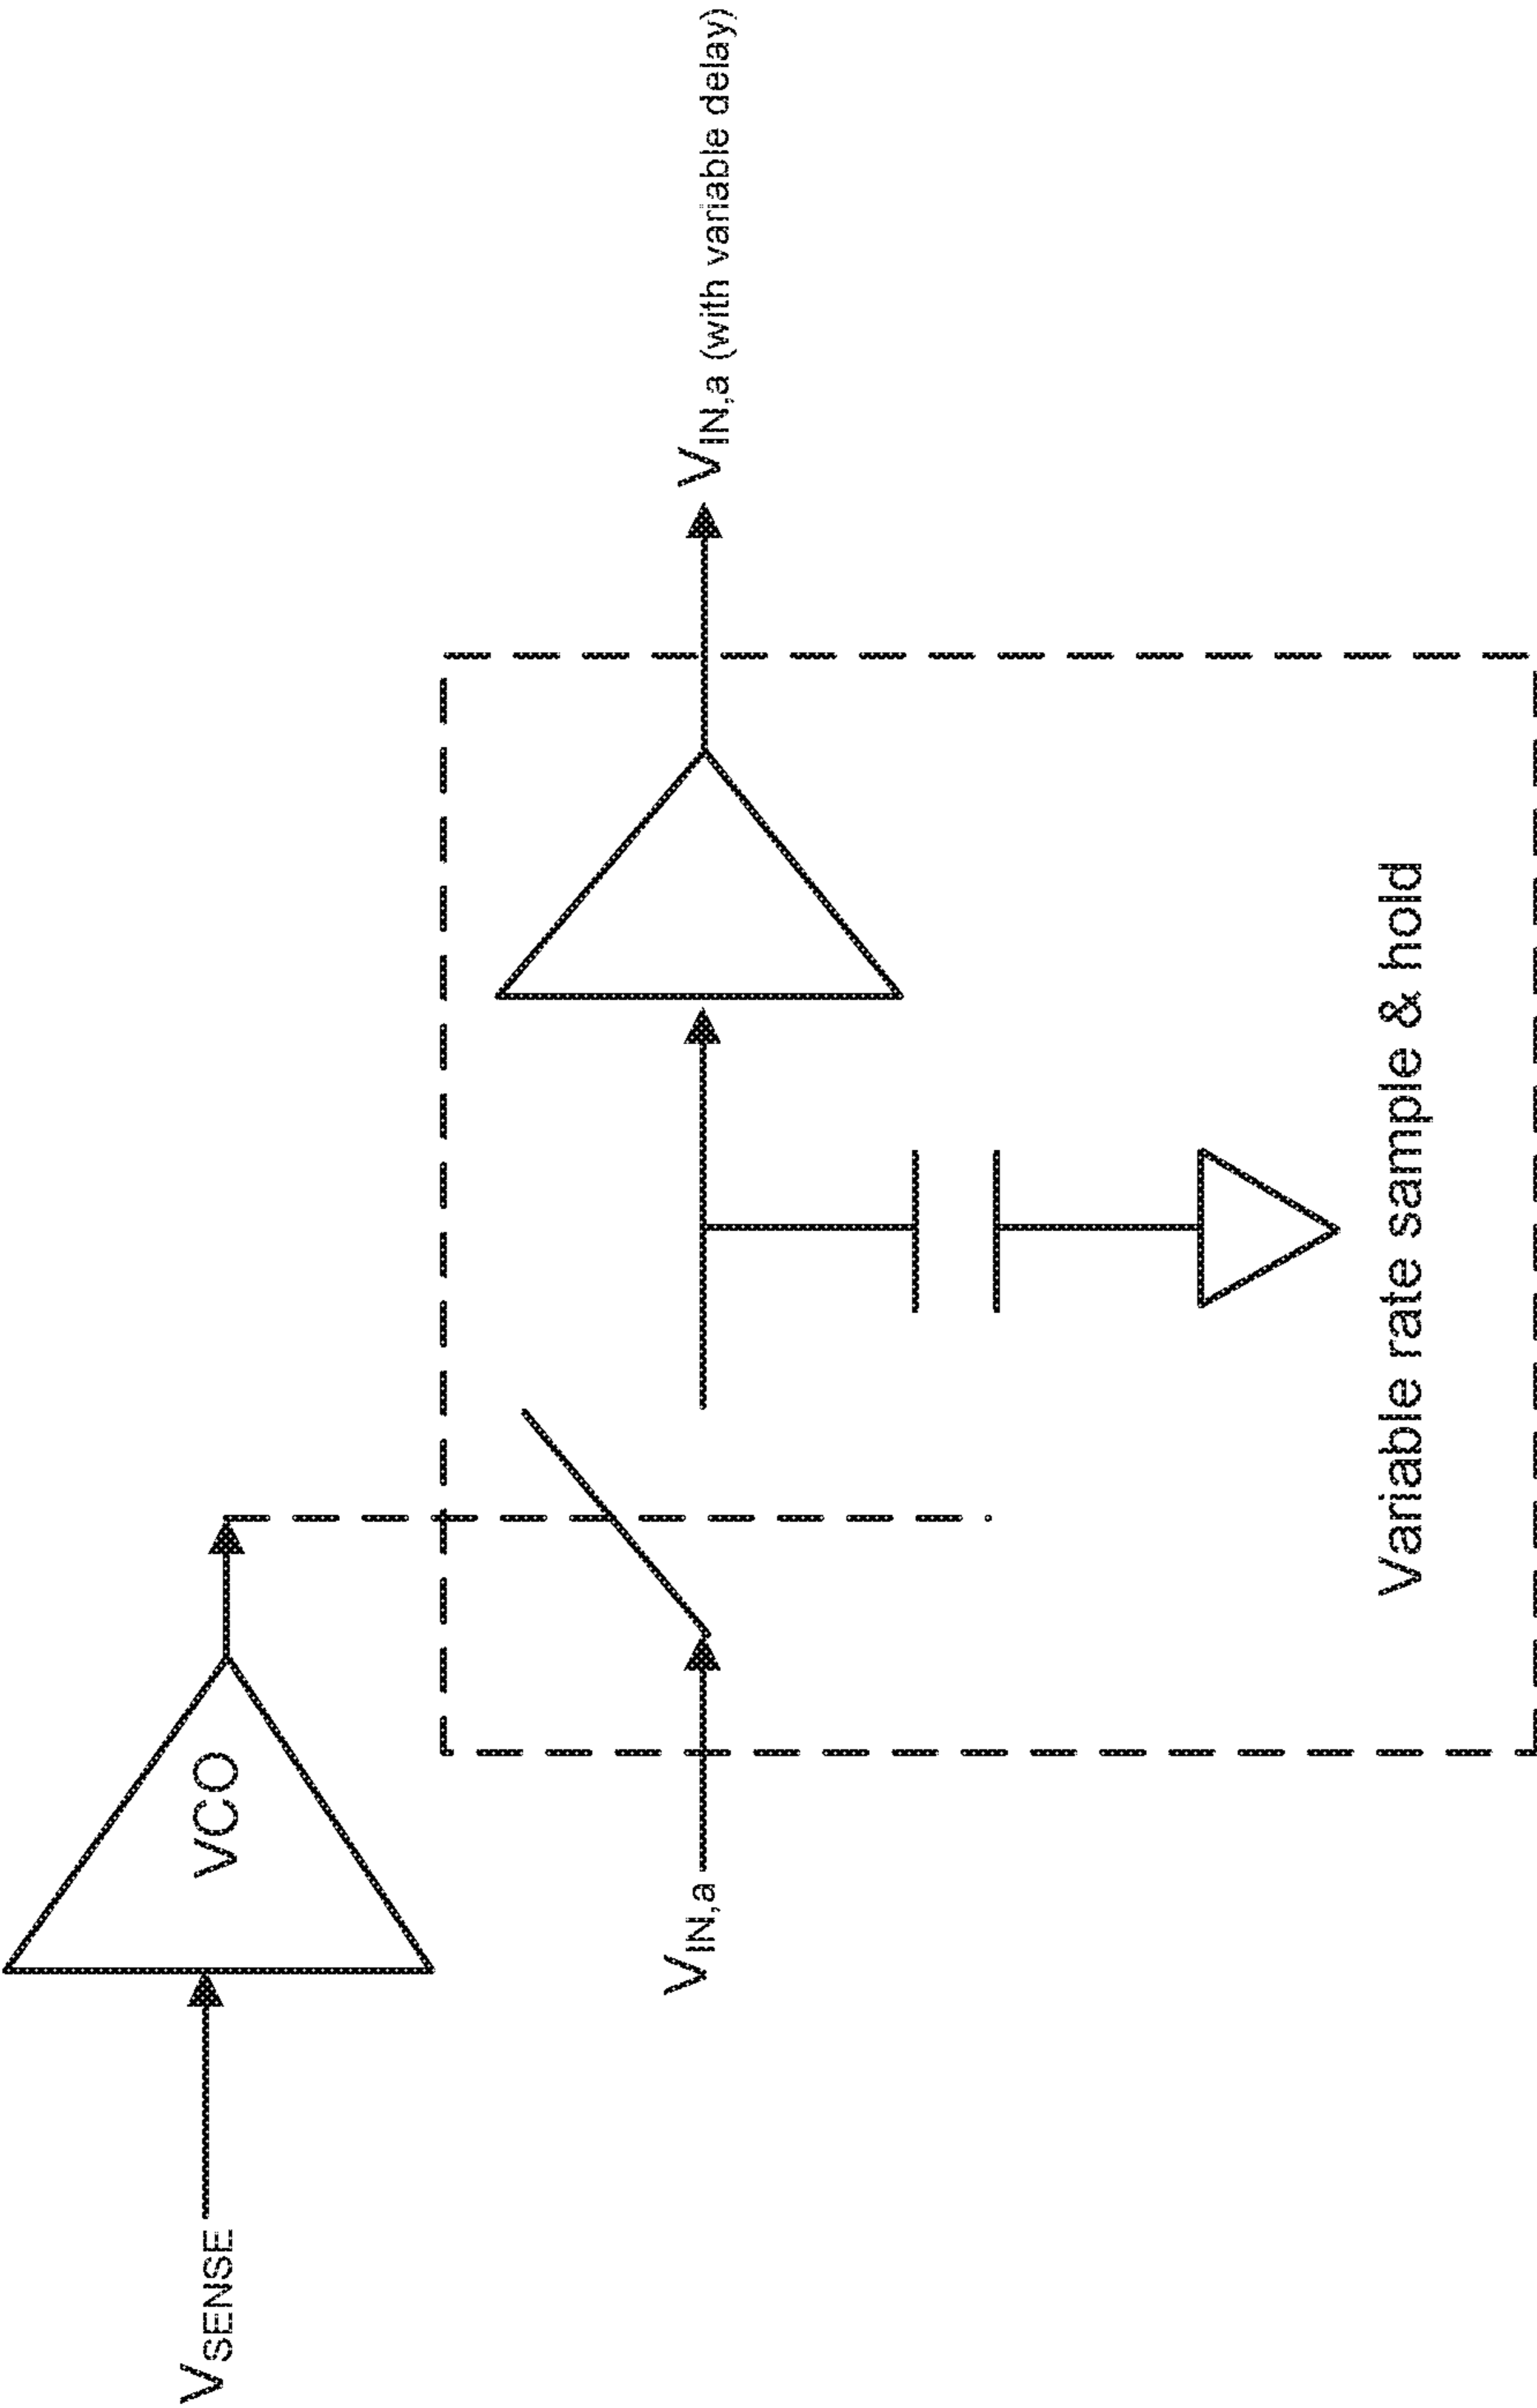 VSENSE
VCO
VIN,a
VIN,a (with variable delay)
Variable rate sample & hold